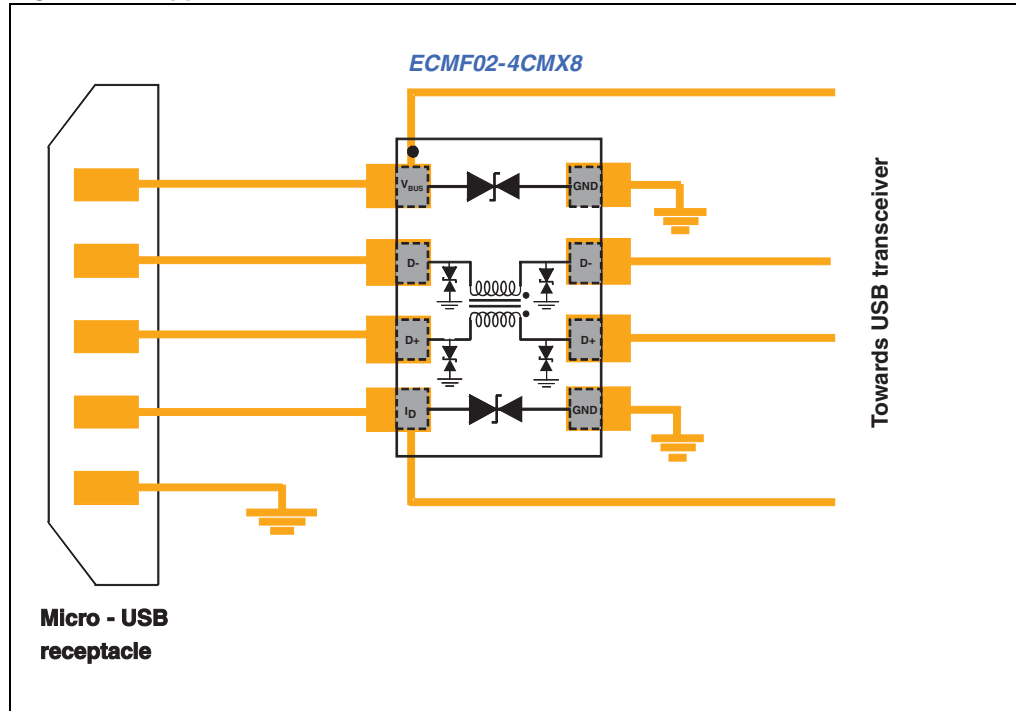 ECMF02-4CMX8
VBUS
GND
D-
D-
D+
D+
ID
GND
Towards USB transceiver
Micro - USB
receptacle